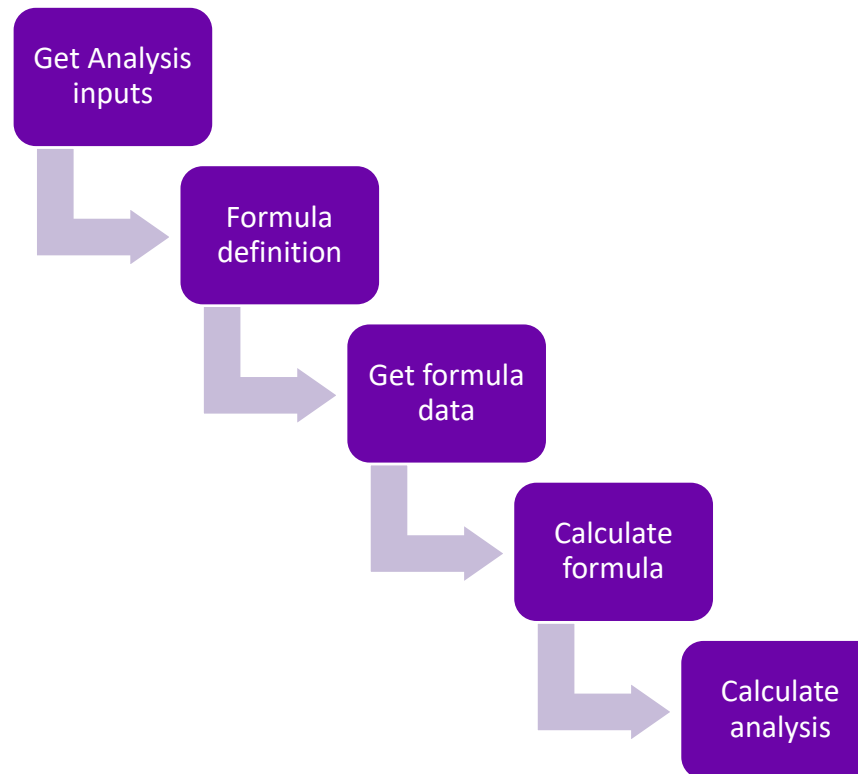 Get Analysis
inputs
Formula
definition
Get formula
data
Calculate
formula
Calculate
analysis